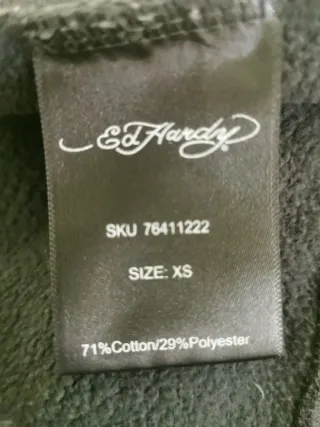 Ed Hardy
SKU 76411222
SIZE: XS
71%Cotton/29%Polyester